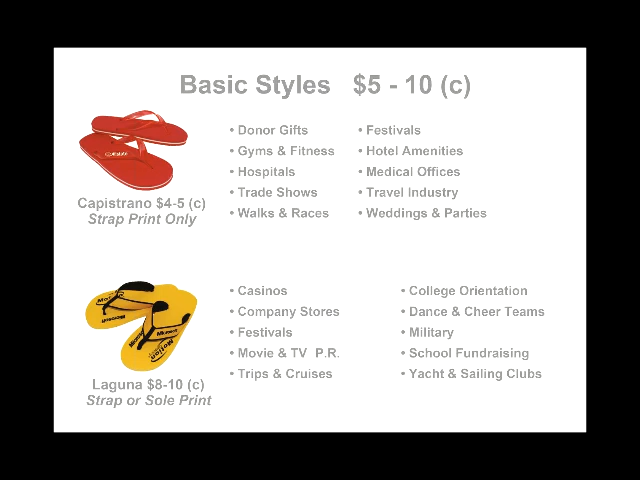 Basic Styles $5 - 10 (c)
• Donor Gifts
• Gyms & Fitness
• Hospitals
• Trade Shows
• Walks & Races
• Festivals
• Hotel Amenities
• Medical Offices
• Travel Industry
• Weddings & Parties
Capistrano $4-5 (c)
Strap Print Only
• Casinos
• Company Stores
• Festivals
• Movie & TV P.R.
• Trips & Cruises
• College Orientation
• Dance & Cheer Teams
• Military
• School Fundraising
• Yacht & Sailing Clubs
Laguna $8-10 (c)
Strap or Sole Print